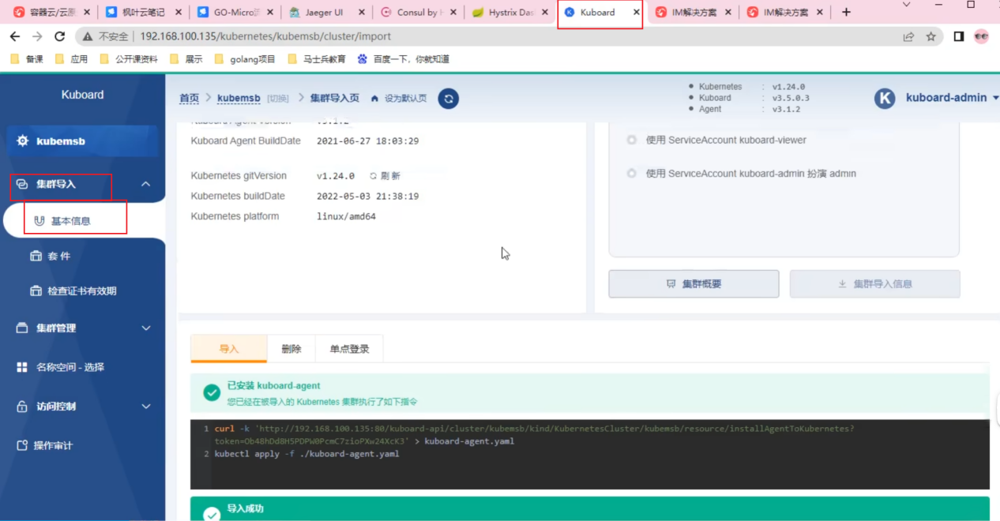 容器云/云原
枫叶云笔记
GO-Micro
Jaeger UI
Consul by H
Hystrix Das
Kuboard
IM解决方案
IM解决方案
不安全 192.168.100.135/kubernetes/kubemsb/cluster/import
备课 应用 公开课资料 展示 golang项目 马士兵教育 百度一下，你就知道
Kuboard
kubemsb
集群导入
基本信息
套件
检查证书有效期
集群管理
名称空间 - 选择
访问控制
操作审计
首页 > kubemsb [切换] > 集群导入页 设为默认页
Kubernetes : v1.24.0
Kuboard : v3.5.0.3
Agent : v3.1.2
K kuboard-admin
Kuboard Agent BuildDate 2021-06-27 18:03:29
Kubernetes gitVersion v1.24.0 刷新
Kubernetes buildDate 2022-05-03 21:38:19
Kubernetes platform linux/amd64
使用 ServiceAccount kuboard-viewer
使用 ServiceAccount kuboard-admin 扮演 admin
集群概要
集群导入信息
导入 删除 单点登录
已安装 kuboard-agent
您已经在被导入的 Kubernetes 集群执行了如下指令
1 curl -k 'http://192.168.100.135:80/kuboard-api/cluster/kubemsb/kind/KubernetesCluster/kubemsb/resource/installAgentToKubernetes?
token=Ob48hDd8H5PDPW0PcmC7zioPXw24XcK3' > kuboard-agent.yaml
2 kubectl apply -f ./kuboard-agent.yaml
导入成功